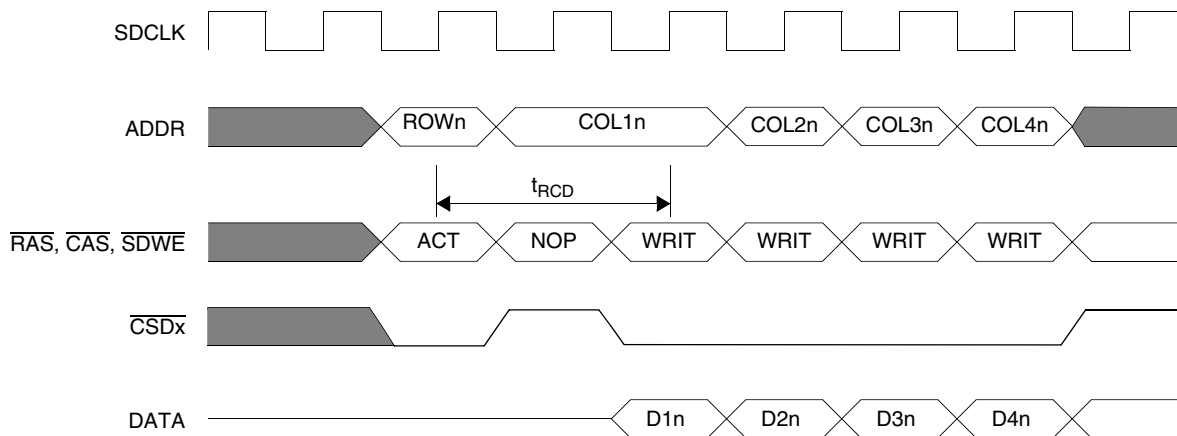 SDCLK
ADDR ROWn COL1n COL2n COL3n COL4n
tRCD
RAS, CAS, SDWE ACT NOP WRIT WRIT WRIT WRIT
CSDx
DATA D1n D2n D3n D4n